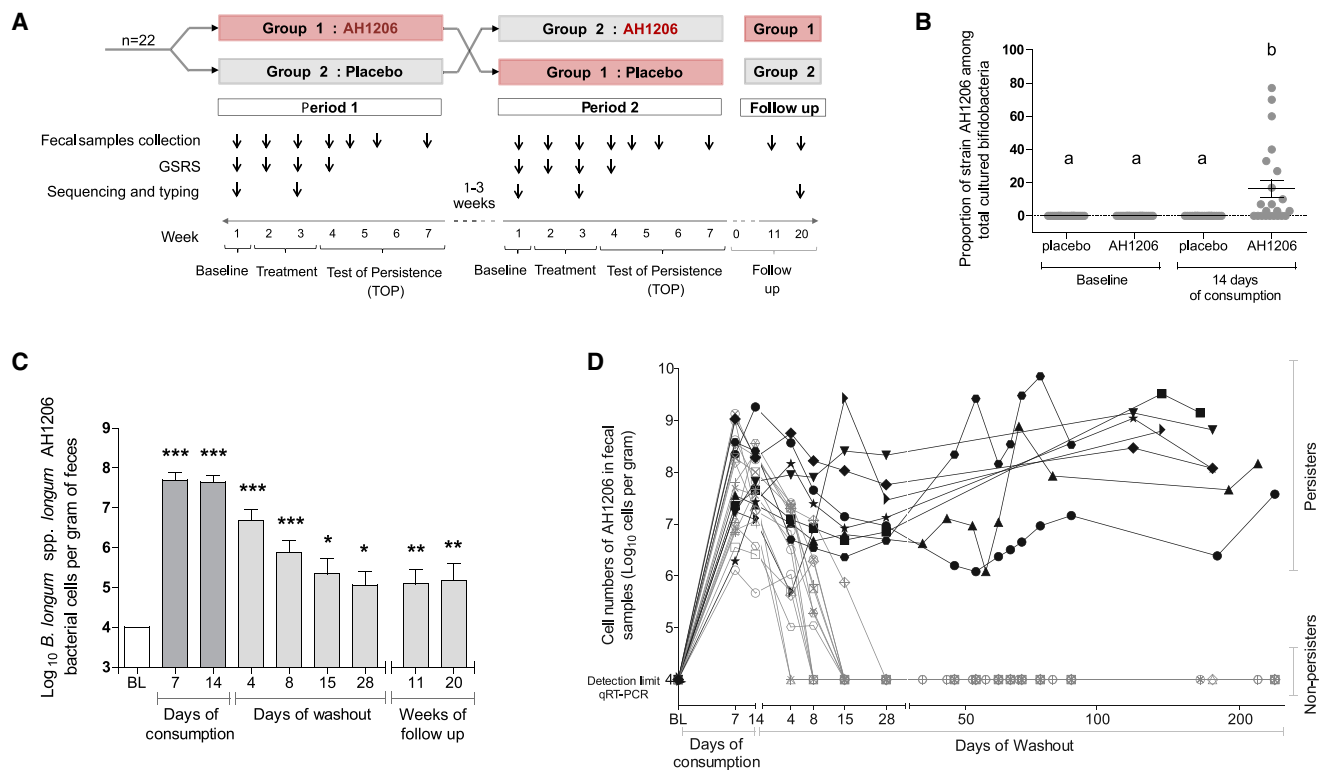 A
n=22
Group 1 : AH1206
Group 2 : AH1206
Group 1
Group 2 : Placebo
Group 1 : Placebo
Group 2
Period 1
Period 2
Follow up
Fecal samples collection
GSRS
Sequencing and typing
1-3
weeks
Week
1 2 3 4 5 6 7
1 2 3 4 5 6 7
0 11 20
Baseline
Treatment
Test of Persistence
(TOP)
Baseline
Treatment
Test of Persistence
(TOP)
Follow
up
B
Proportion of strain AH1206 among
total cultured bifidobacteria
100
80
60
40
20
0
a
a
a
b
placebo
AH1206
placebo
AH1206
Baseline
14 days
of consumption
C
Log10 B. longum spp. longum AH1206
bacterial cells per gram of feces
9
8
7
6
5
4
3
***
***
***
***
*
*
**
**
BL 7 14 4 8 15 28 11 20
Days of
consumption
Days of washout
Weeks of
follow up
D
Cell numbers of AH1206 in fecal
samples (Log10 cells per gram)
10
9
8
7
6
5
4
Detection limit
qRT-PCR
BL 7 14 4 8 15 28 50 100 200
Days of
consumption
Days of Washout
Persisters
Non-persisters